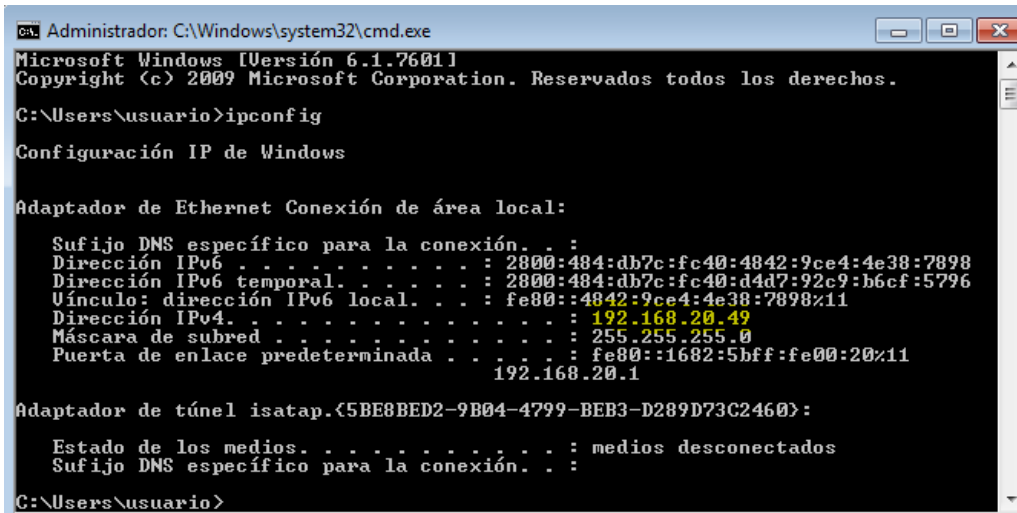 Administrador: C:\Windows\system32\cmd.exe
Microsoft Windows [Versión 6.1.7601]
Copyright (c) 2009 Microsoft Corporation. Reservados todos los derechos.
C:\Users\usuario>ipconfig
Configuración IP de Windows
Adaptador de Ethernet Conexión de área local:
Sufijo DNS específico para la conexión. . :
Dirección IPv6 . . . . . . . . . . : 2800:484:db7c:fc40:4842:9ce4:4e38:7898
Dirección IPv6 temporal. . . . . . : 2800:484:db7c:fc40:d4d7:92c9:b6cf:5796
Vínculo: dirección IPv6 local. . . : fe80::4842:9ce4:4e38:7898%11
Dirección IPv4. . . . . . . . . . . . . . : 192.168.20.49
Máscara de subred . . . . . . . . . . . . : 255.255.255.0
Puerta de enlace predeterminada . . . . . : fe80::1682:5bff:fe00:20%11
192.168.20.1
Adaptador de túnel isatap.{5BE8BED2-9B04-4799-BEB3-D289D73C2460}:
Estado de los medios. . . . . . . . . . . : medios desconectados
Sufijo DNS específico para la conexión. . :
C:\Users\usuario>